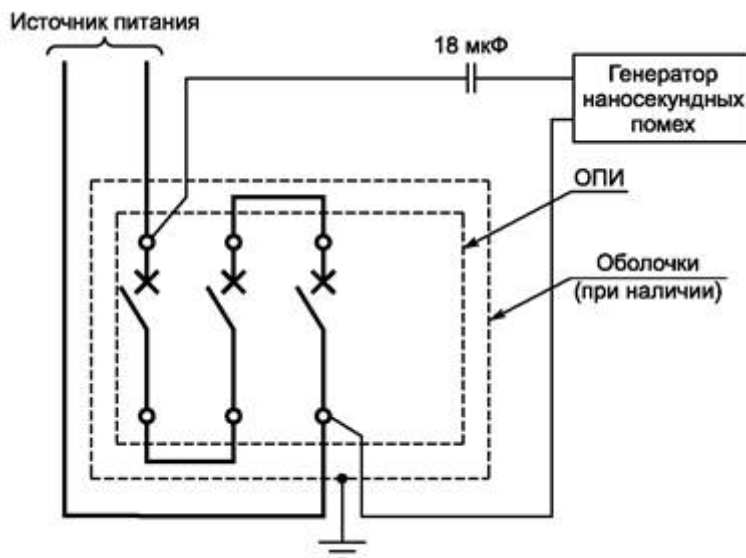 Источник питания
18 мкФ
Генератор
наносекундных
помех
ОПИ
Оболочки
(при наличии)